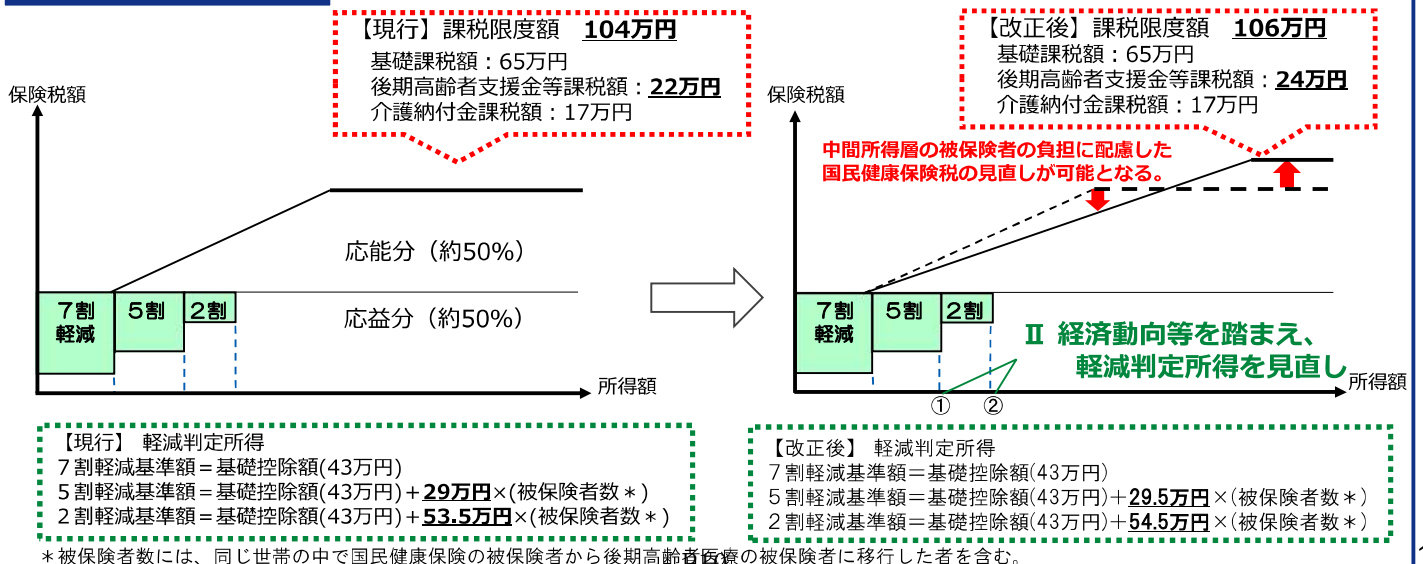 【現行】課税限度額 104万円
基礎課税額：65万円
後期高齢者支援金等課税額：22万円
介護納付金課税額：17万円
保険税額
応能分（約50%）
応益分（約50%）
7割
軽減
5割
2割
所得額
【現行】 軽減判定所得
7割軽減基準額＝基礎控除額(43万円)
5割軽減基準額＝基礎控除額(43万円)＋29万円×(被保険者数＊)
2割軽減基準額＝基礎控除額(43万円)＋53.5万円×(被保険者数＊)
【改正後】課税限度額 106万円
基礎課税額：65万円
後期高齢者支援金等課税額：24万円
介護納付金課税額：17万円
保険税額
中間所得層の被保険者の負担に配慮した
国民健康保険税の見直しが可能となる。
7割
軽減
5割
2割
Ⅱ 経済動向等を踏まえ、
軽減判定所得を見直し
所得額
① ②
【改正後】 軽減判定所得
7割軽減基準額＝基礎控除額(43万円)
5割軽減基準額＝基礎控除額(43万円)＋29.5万円×(被保険者数＊)
2割軽減基準額＝基礎控除額(43万円)＋54.5万円×(被保険者数＊)
＊被保険者数には、同じ世帯の中で国民健康保険の被保険者から後期高齢者医療の被保険者に移行した者を含む。